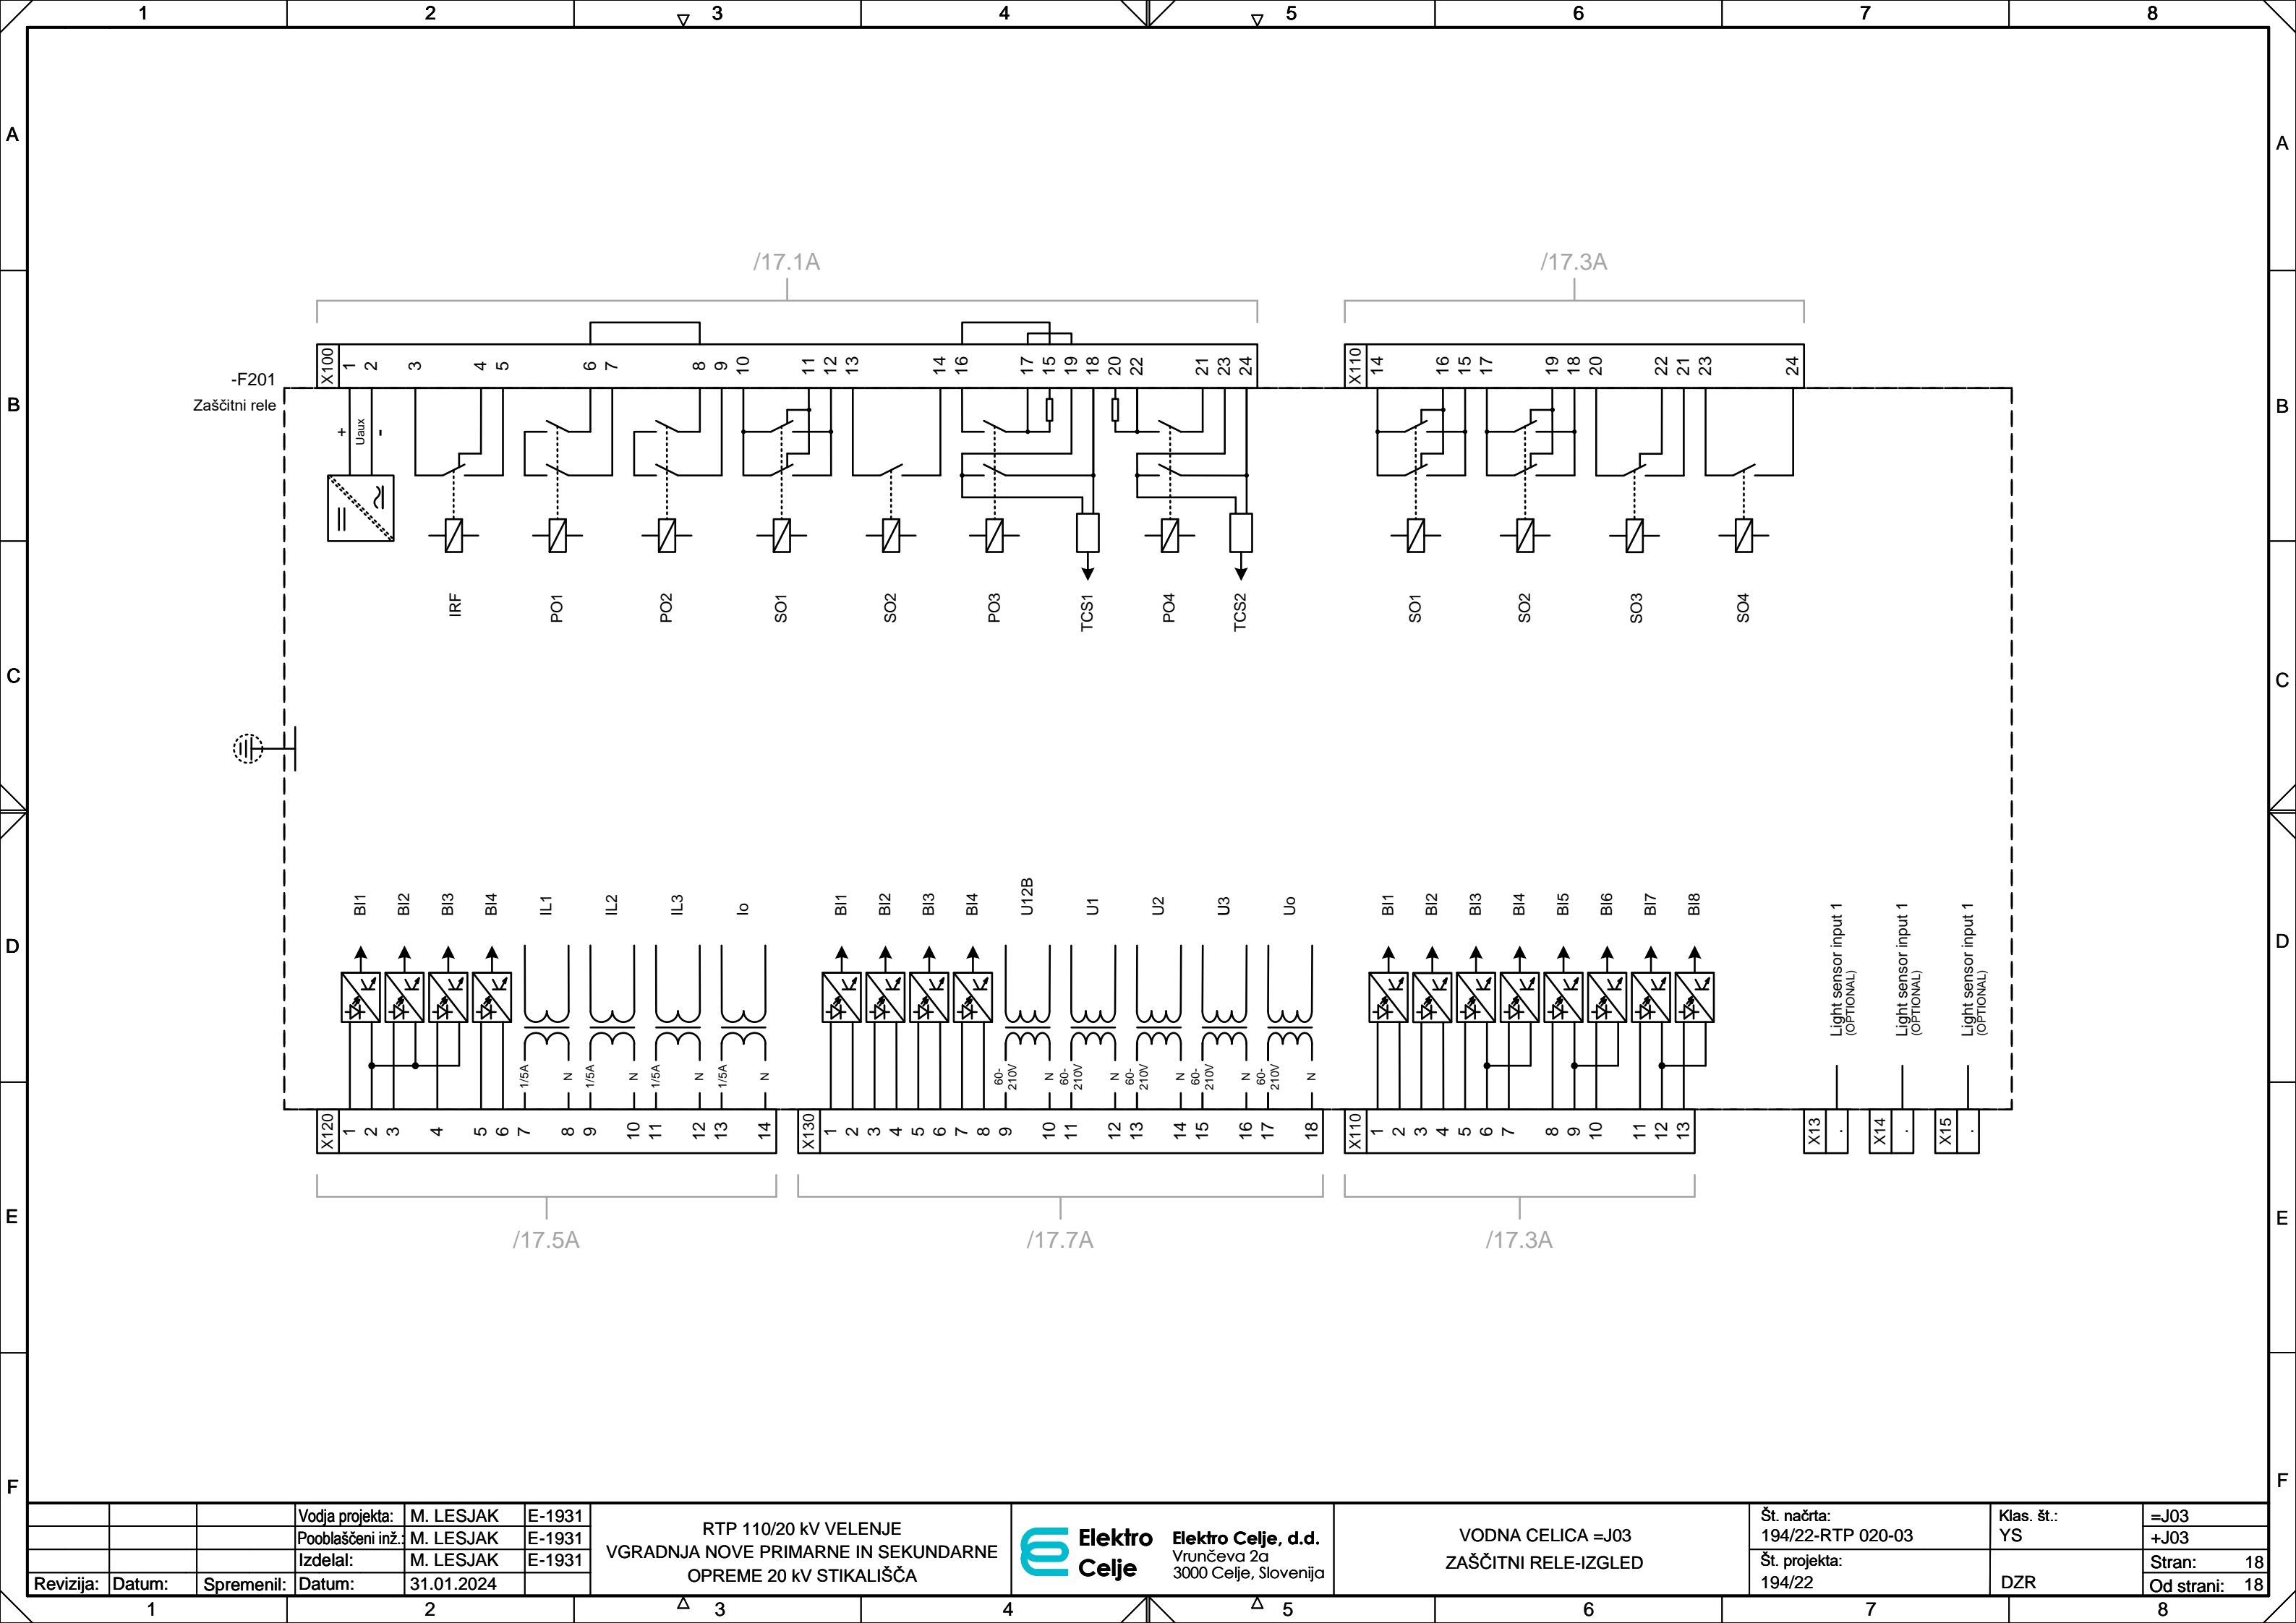 1 2 3 4 5 6 7 8
A A
/17.1A /17.3A
X100 1 2 3 4 5 6 7 8 9 10 11 12 13 14 16 17 15 19 18 20 22 21 23 24
X110 14 16 15 17 19 18 20 22 21 23 24
-F201
Zaščitni rele
B B
+ Uaux -
IRF PO1 PO2 SO1 SO2 PO3 TCS1 PO4 TCS2 SO1 SO2 SO3 SO4
C C
BI1 BI2 BI3 BI4 IL1 IL2 IL3 Io
BI1 BI2 BI3 BI4 U12B U1 U2 U3 Uo
BI1 BI2 BI3 BI4 BI5 BI6 BI7 BI8
Light sensor input 1
(OPTIONAL)
Light sensor input 1
(OPTIONAL)
Light sensor input 1
(OPTIONAL)
D D
1/5A N 1/5A N 1/5A N 1/5A N
60-
210V N
60-
210V N
60-
210V N
60-
210V N
60-
210V N
X120 1 2 3 4 5 6 7 8 9 10 11 12 13 14
X130 1 2 3 4 5 6 7 8 9 10 11 12 13 14 15 16 17 18
X110 1 2 3 4 5 6 7 8 9 10 11 12 13
X13 . X14 . X15 .
E E
/17.5A /17.7A /17.3A
F F
Vodja projekta: M. LESJAK E-1931
Pooblaščeni inž.: M. LESJAK E-1931
Izdelal: M. LESJAK E-1931
Revizija: Datum: Spremenil: Datum: 31.01.2024
RTP 110/20 kV VELENJE
VGRADNJA NOVE PRIMARNE IN SEKUNDARNE
OPREME 20 kV STIKALIŠČA
Elektro
Celje
Elektro Celje, d.d.
Vrunčeva 2a
3000 Celje, Slovenija
VODNA CELICA =J03
ZAŠČITNI RELE-IZGLED
Št. načrta:
194/22-RTP 020-03
Št. projekta:
194/22
Klas. št.:
YS
DZR
=J03
+J03
Stran: 18
Od strani: 18
1 2 3 4 5 6 7 8